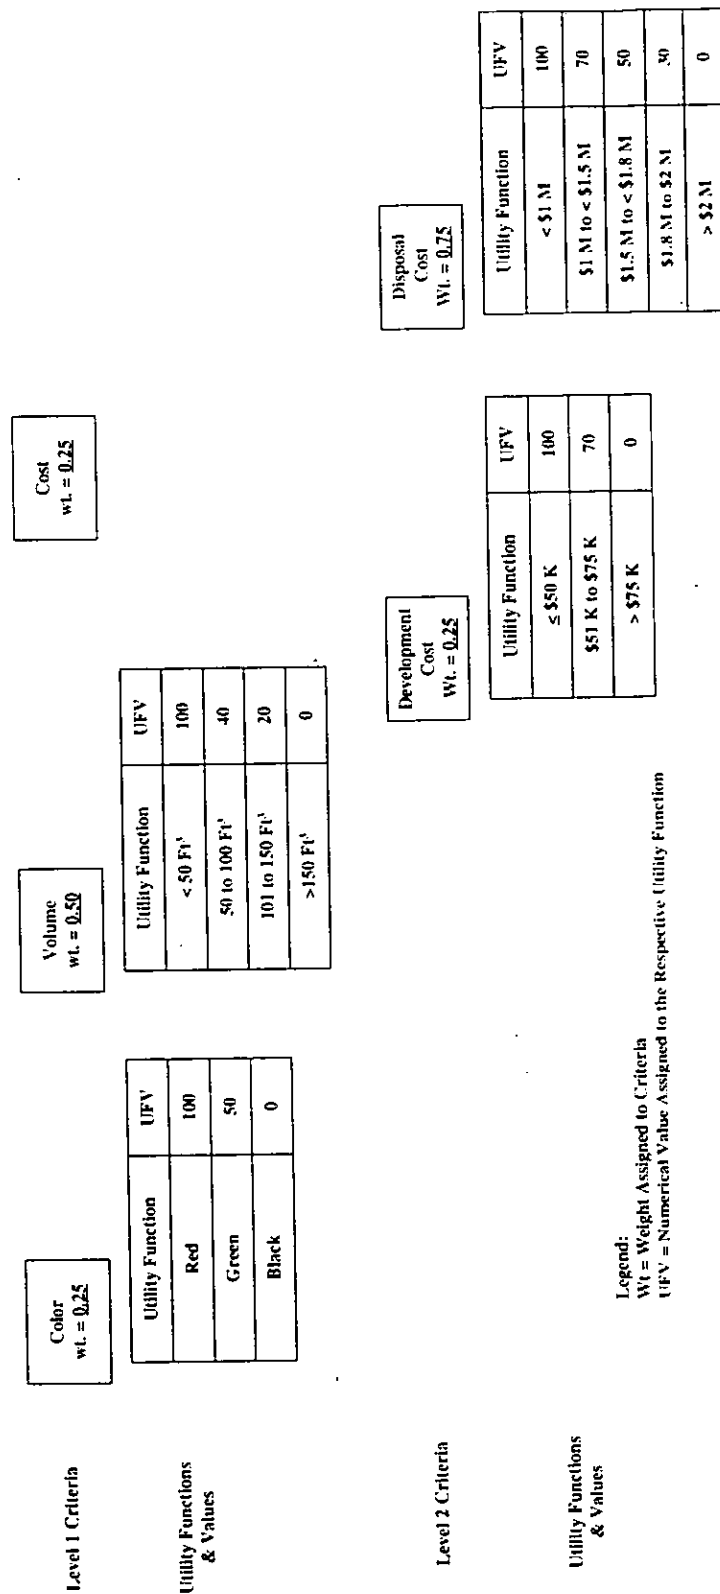 Level 1 Criteria
Color
wt. = 0.25
Volume
wt. = 0.50
Cost
wt. = 0.25
Utility Functions
& Values
Utility Function UFV
Red 100
Green 50
Black 0
Utility Function UFV
< 50 Ft³ 100
50 to 100 Ft³ 40
101 to 150 Ft³ 20
>150 Ft³ 0
Level 2 Criteria
Development
Cost
Wt. = 0.25
Disposal
Cost
Wt. = 0.75
Utility Functions
& Values
Utility Function UFV
≤ $50 K 100
$51 K to $75 K 70
> $75 K 0
Utility Function UFV
< $1 M 100
$1 M to < $1.5 M 70
$1.5 M to < $1.8 M 50
$1.8 M to $2 M 30
> $2 M 0
Legend:
Wt = Weight Assigned to Criteria
UFV = Numerical Value Assigned to the Respective Utility Function